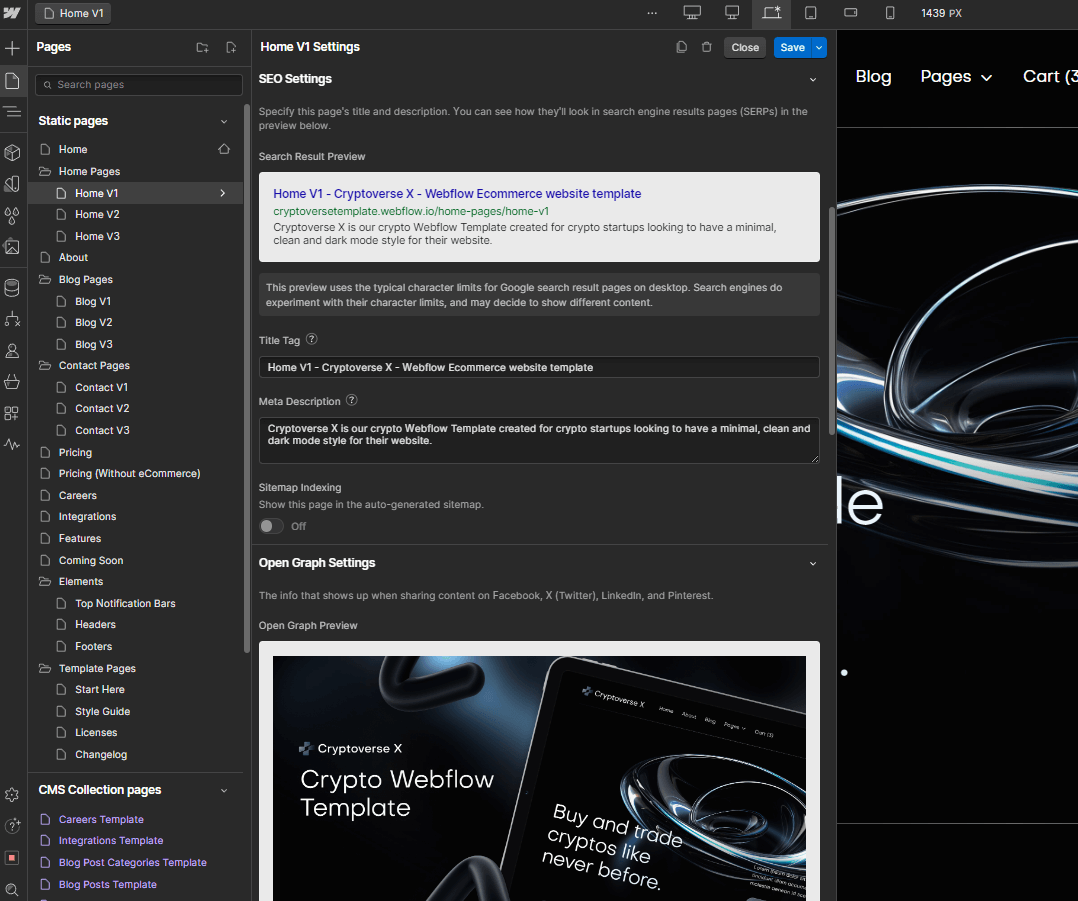 Home V1
...
1439 PX
Pages
Search pages
Static pages
Home
Home Pages
Home V1
Home V2
Home V3
About
Blog Pages
Blog V1
Blog V2
Blog V3
Contact Pages
Contact V1
Contact V2
Contact V3
Pricing
Pricing (Without eCommerce)
Careers
Integrations
Features
Coming Soon
Elements
Top Notification Bars
Headers
Footers
Template Pages
Start Here
Style Guide
Licenses
Changelog
CMS Collection pages
Careers Template
Integrations Template
Blog Post Categories Template
Blog Posts Template
Home V1 Settings
Close
Save
SEO Settings
Specify this page's title and description. You can see how they'll look in search engine results pages (SERPs) in the
preview below.
Search Result Preview
Home V1 - Cryptoverse X - Webflow Ecommerce website template
cryptoversetemplate.webflow.io/home-pages/home-v1
Cryptoverse X is our crypto Webflow Template created for crypto startups looking to have a minimal,
clean and dark mode style for their website.
This preview uses the typical character limits for Google search result pages on desktop. Search engines do
experiment with their character limits, and may decide to show different content.
Title Tag
Home V1 - Cryptoverse X - Webflow Ecommerce website template
Meta Description
Cryptoverse X is our crypto Webflow Template created for crypto startups looking to have a minimal, clean and
dark mode style for their website.
Sitemap Indexing
Show this page in the auto-generated sitemap.
Off
Open Graph Settings
The info that shows up when sharing content on Facebook, X (Twitter), LinkedIn, and Pinterest.
Open Graph Preview
Cryptoverse X
Crypto Webflow
Template
Cryptoverse X Home About Blog Pages Cart (3)
Buy and trade
cryptos like
never before.
Blog Pages Cart (3
le